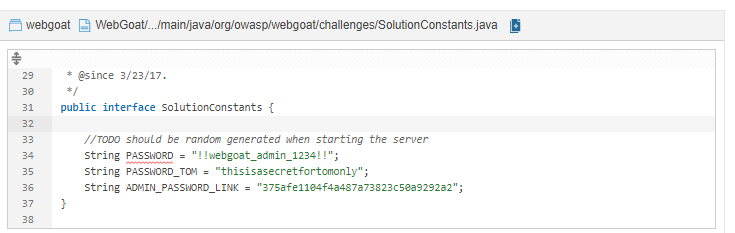 webgoat WebGoat/.../main/java/org/owasp/webgoat/challenges/SolutionConstants.java
29 * @since 3/23/17.
30 */
31 public interface SolutionConstants {
32
33 //TODO should be random generated when starting the server
34 String PASSWORD = "!!webgoat_admin_1234!!";
35 String PASSWORD_TOM = "thisisasecretfortomonly";
36 String ADMIN_PASSWORD_LINK = "375afe1104f4a487a73823c50a9292a2";
37 }
38